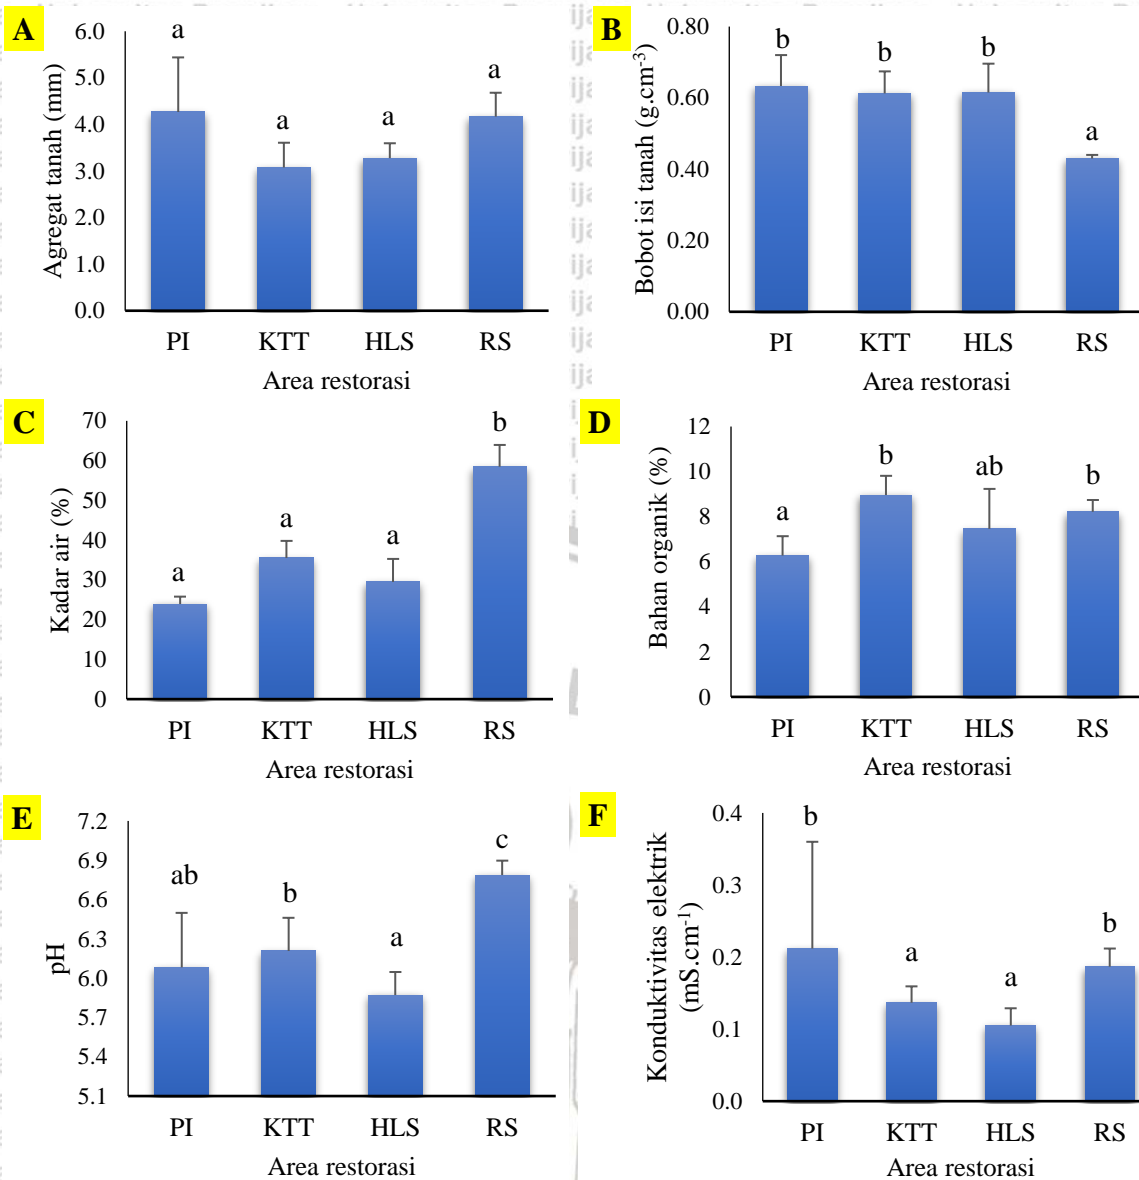 A
Agregat tanah (mm)
6.0
5.0
4.0
3.0
2.0
1.0
0.0
a
a
a
a
PI KTT HLS RS
Area restorasi
B
Bobot isi tanah (g.cm⁻³)
0.80
0.60
0.40
0.20
0.00
b
b
b
a
PI KTT HLS RS
Area restorasi
C
Kadar air (%)
70
60
50
40
30
20
10
0
a
a
a
b
PI KTT HLS RS
Area restorasi
D
Bahan organik (%)
12
10
8
6
4
2
0
a
b
ab
b
PI KTT HLS RS
Area restorasi
E
pH
7.2
6.9
6.6
6.3
6.0
5.7
5.4
5.1
ab
b
a
c
PI KTT HLS RS
Area restorasi
F
Konduktivitas elektrik
(mS.cm⁻¹)
0.4
0.3
0.2
0.1
0.0
b
a
a
b
PI KTT HLS RS
Area restorasi